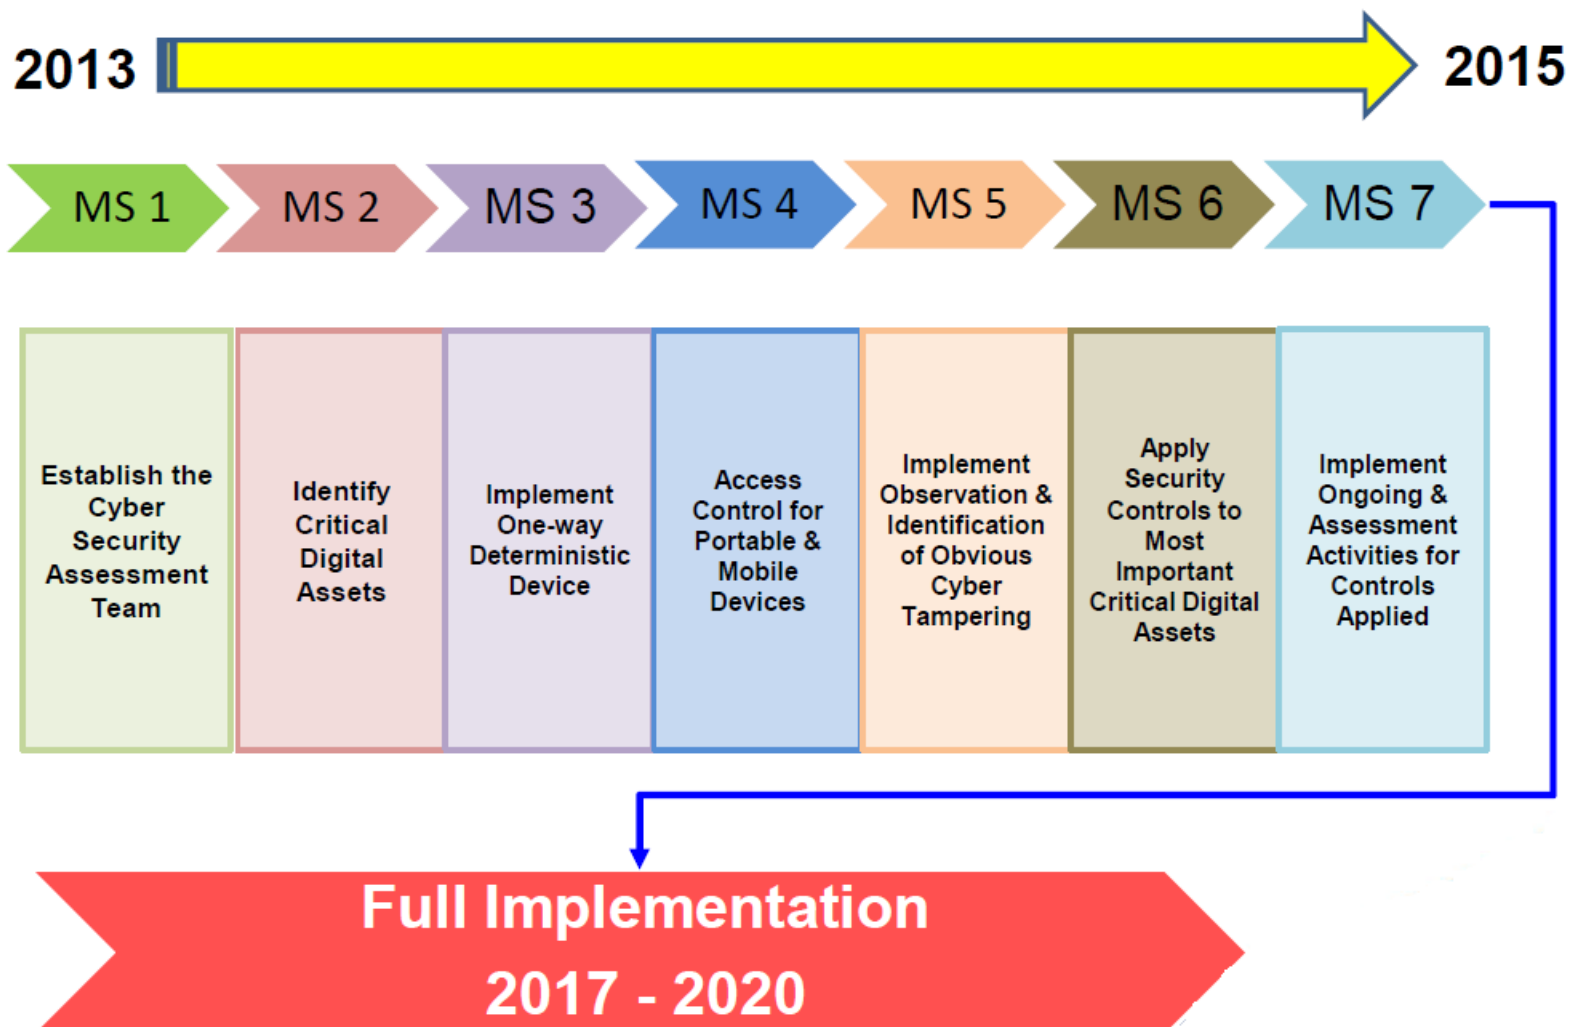 2013
2015
MS 1
MS 2
MS 3
MS 4
MS 5
MS 6
MS 7
Establish the
Cyber
Security
Assessment
Team
Identify
Critical
Digital
Assets
Implement
One-way
Deterministic
Device
Access
Control for
Portable &
Mobile
Devices
Implement
Observation &
Identification
of Obvious
Cyber
Tampering
Apply
Security
Controls to
Most
Important
Critical Digital
Assets
Implement
Ongoing &
Assessment
Activities for
Controls
Applied
Full Implementation
2017 - 2020